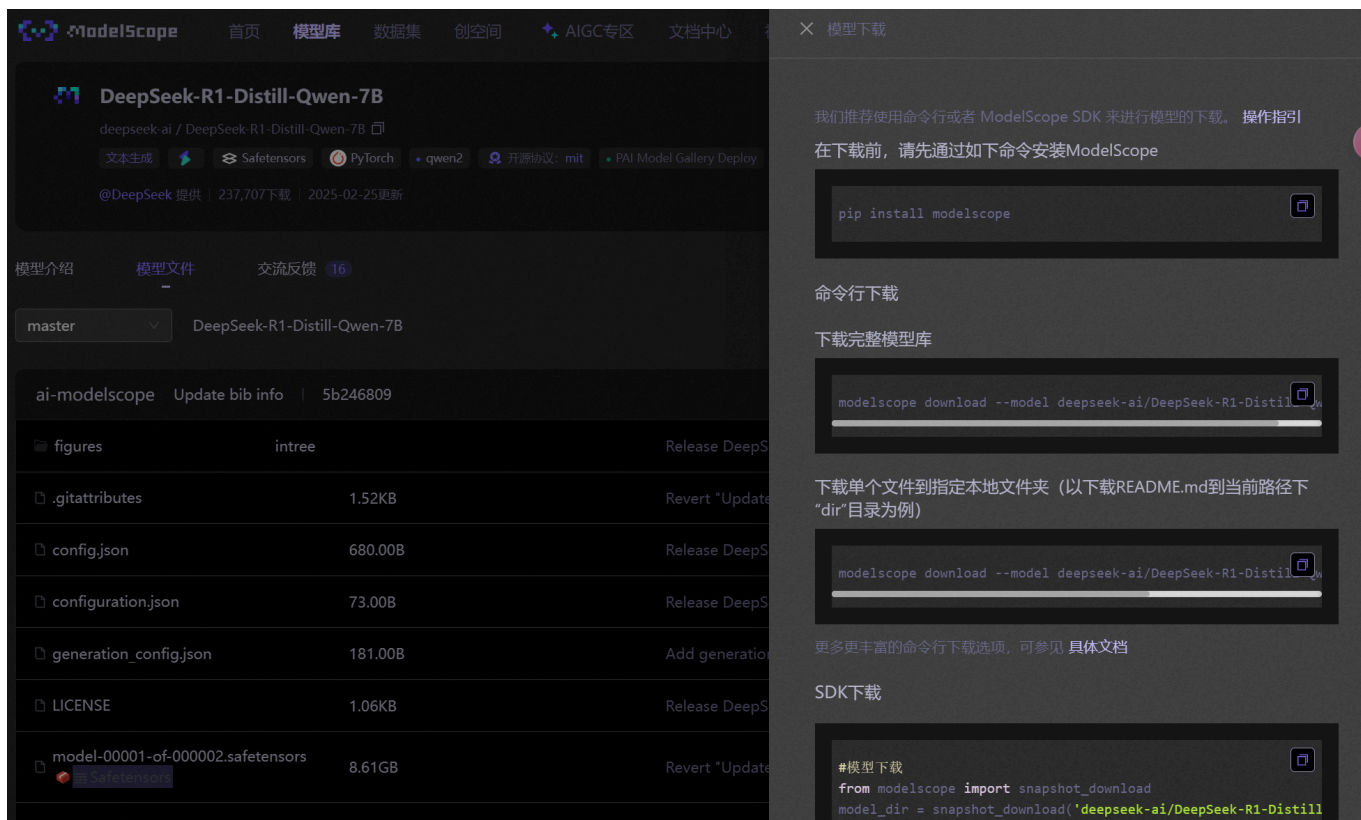 ModelScope 首页 模型库 数据集 创空间 AIGC专区 文档中心
DeepSeek-R1-Distill-Qwen-7B
deepseek-ai / DeepSeek-R1-Distill-Qwen-7B
文本生成 Safetensors PyTorch qwen2 开源协议: mit PAI Model Gallery Deploy
@DeepSeek 提供 237,707下载 2025-02-25更新
模型介绍 模型文件 交流反馈 16
master DeepSeek-R1-Distill-Qwen-7B
ai-modelscope Update bib info 5b246809
figures intree Release DeepS
.gitattributes 1.52KB Revert "Update
config.json 680.00B Release DeepS
configuration.json 73.00B Release DeepS
generation_config.json 181.00B Add generation
LICENSE 1.06KB Release DeepS
model-00001-of-000002.safetensors 8.61GB Revert "Update
Safetensors
模型下载
我们推荐使用命令行或者 ModelScope SDK 来进行模型的下载。 操作指引
在下载前，请先通过如下命令安装ModelScope
pip install modelscope
命令行下载
下载完整模型库
modelscope download --model deepseek-ai/DeepSeek-R1-Distil
下载单个文件到指定本地文件夹（以下载README.md到当前路径下
“dir”目录为例）
modelscope download --model deepseek-ai/DeepSeek-R1-Distil
更多更丰富的命令行下载选项，可参见 具体文档
SDK下载
#模型下载
from modelscope import snapshot_download
model_dir = snapshot_download('deepseek-ai/DeepSeek-R1-Distill